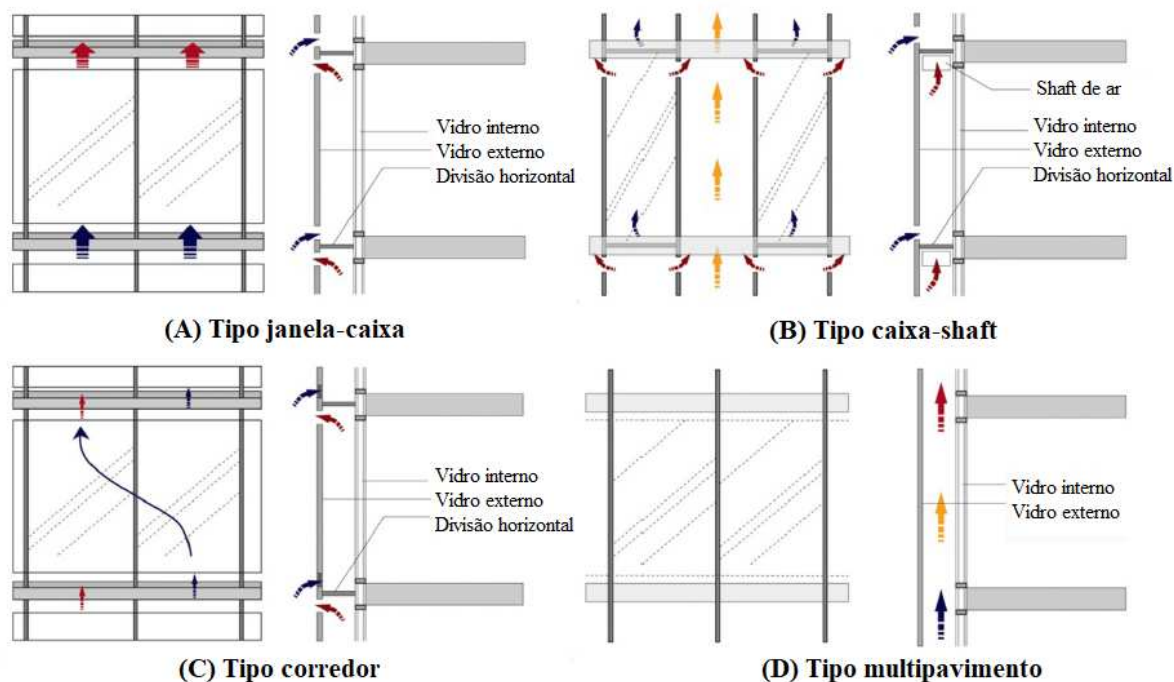 Vidro interno
Vidro externo
Divisão horizontal
(A) Tipo janela-caixa
Shaft de ar
Vidro interno
Vidro externo
Divisão horizontal
(B) Tipo caixa-shaft
Vidro interno
Vidro externo
Divisão horizontal
(C) Tipo corredor
Vidro interno
Vidro externo
(D) Tipo multipavimento